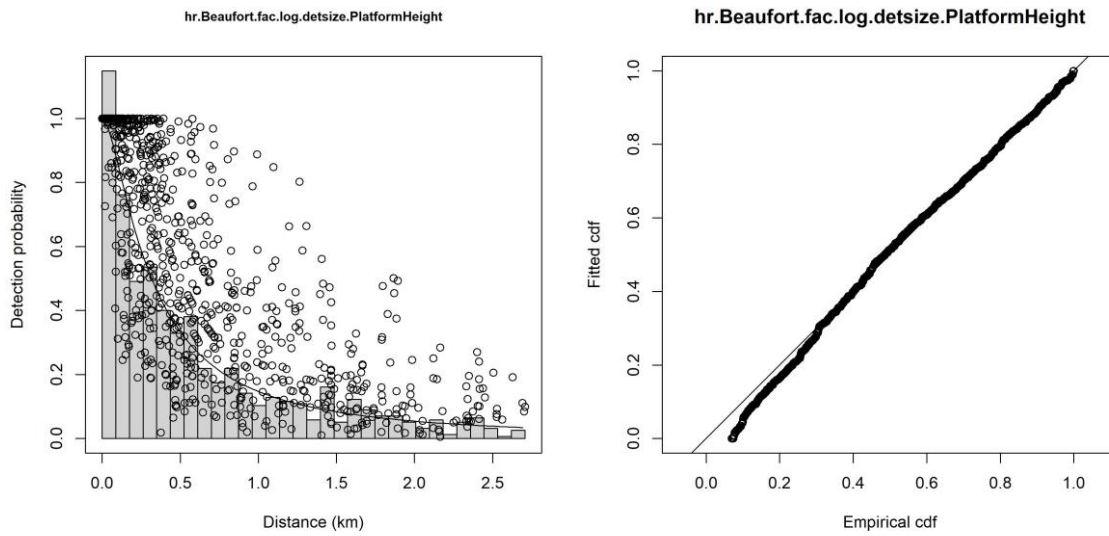 hr.Beaufort.fac.log.detsize.PlatformHeight
Detection probability
1.0
0.8
0.6
0.4
0.2
0.0
0.0 0.5 1.0 1.5 2.0 2.5
Distance (km)
hr.Beaufort.fac.log.detsize.PlatformHeight
Fitted cdf
1.0
0.8
0.6
0.4
0.2
0.0
0.0 0.2 0.4 0.6 0.8 1.0
Empirical cdf